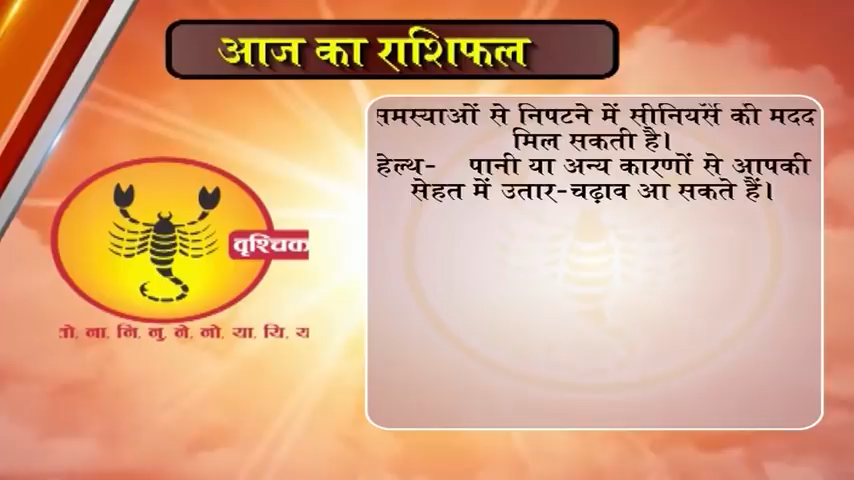 आज का राशिफल
समस्याओं से निपटने में सीनियर्स की मदद
मिल सकती है।
हेल्थ- पानी या अन्य कारणों से आपकी
सेहत में उतार-चढ़ाव आ सकते हैं।
वृश्चिक
ना, नि, नु, ने, नो, या, यि,